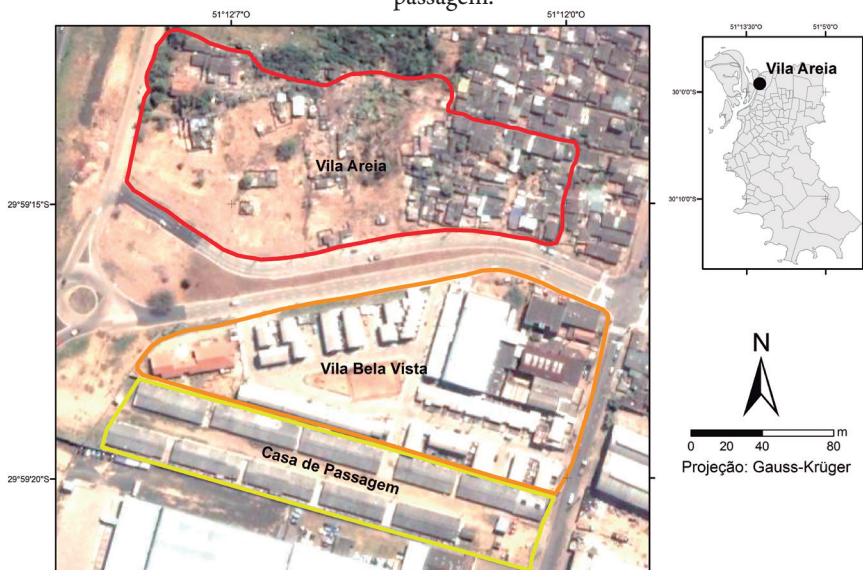 passagem.
51°12'7"O
51°12'0"O
29°59'15"S
29°59'20"S
Vila Areia
Vila Bela Vista
Casa de Passagem
51°13'30"O
51°5'0"O
Vila Areia
30°0'0"S
30°10'0"S
N
0 20 40 80 m
Projeção: Gauss-Krüger